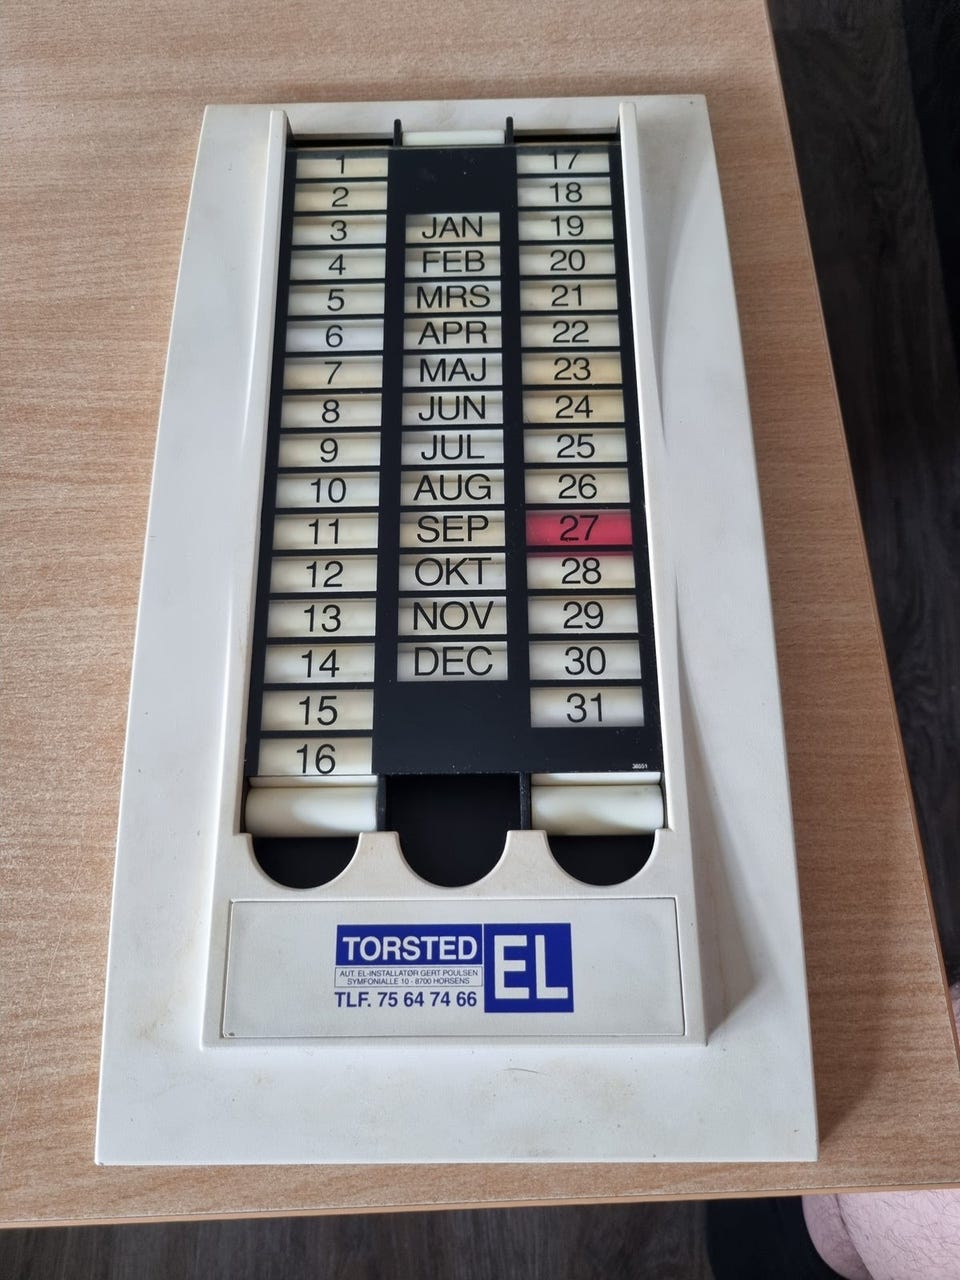 1
2
3
4
5
6
7
8
9
10
11
12
13
14
15
16
JAN
FEB
MRS
APR
MAJ
JUN
JUL
AUG
SEP
OKT
NOV
DEC
17
18
19
20
21
22
23
24
25
26
27
28
29
30
31
TORSTED EL
AUT. EL-INSTALLATØR GERT POULSEN
SYMFONIALLE 10 - 8700 HORSENS
TLF. 75 64 74 66